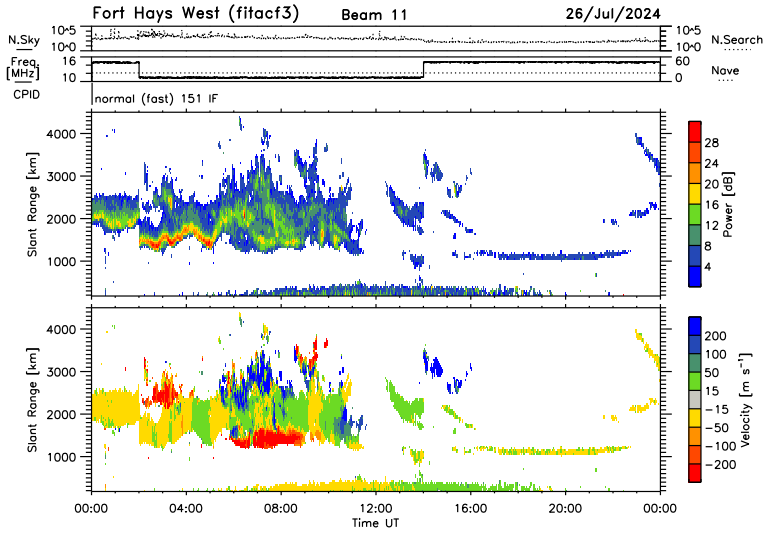 Fort Hays West (fitacf3) Beam 11 26/Jul/2024
N.Sky 10^5 10^5 N.Search
10^0 10^0
Freq. 16 60
[MHz] 10 0 Nave
CPID normal (fast) 151 IF
4000
3000
2000
1000
Slant Range [km]
28
24
20
16
12
8
4
Power [dB]
4000
3000
2000
1000
Slant Range [km]
200
100
50
15
−15
−50
−100
−200
Velocity [m s⁻¹]
00:00 04:00 08:00 12:00 16:00 20:00 00:00
Time UT